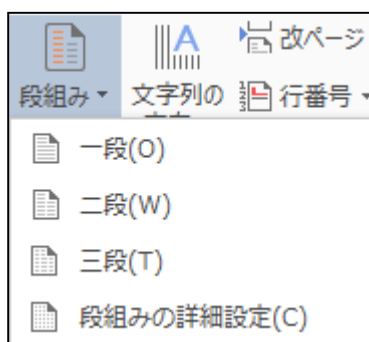 段組み
文字列の
改ページ
行番号
一段(O)
二段(W)
三段(T)
段組みの詳細設定(C)